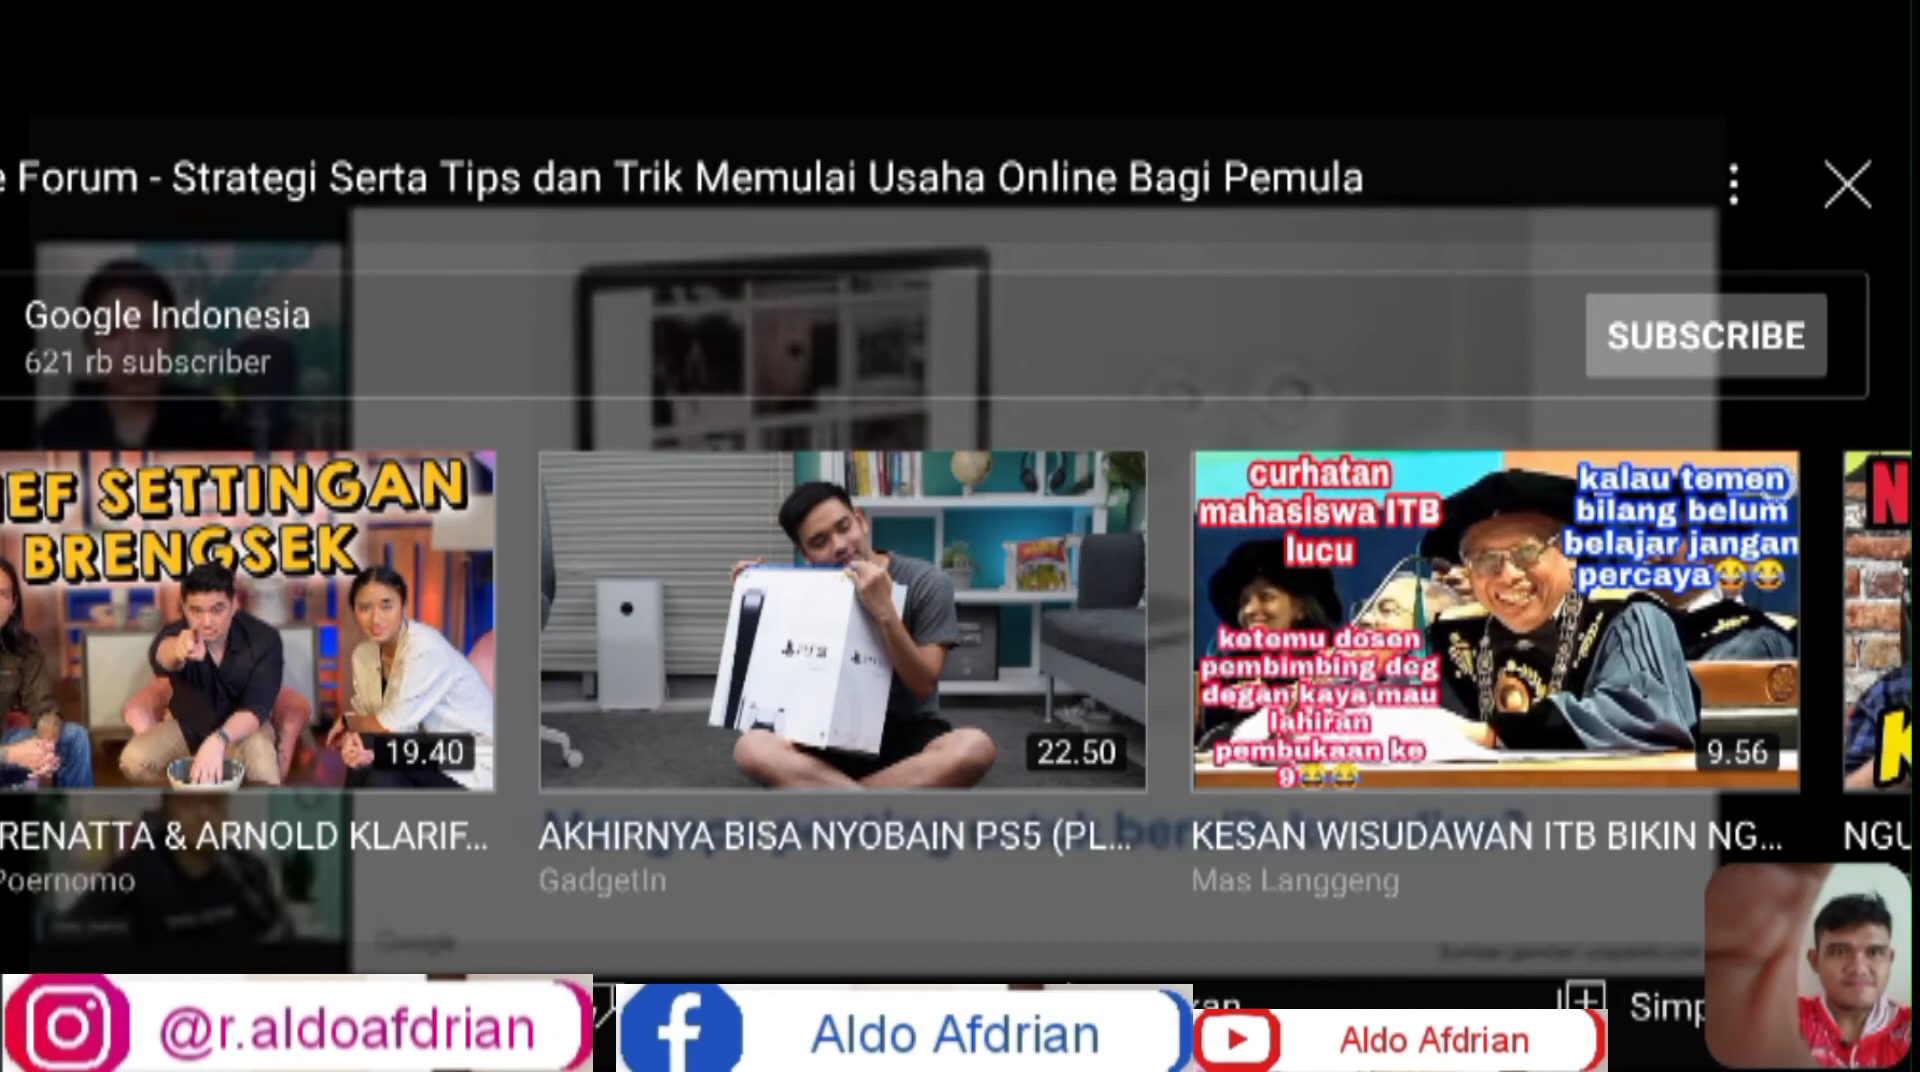 e Forum - Strategi Serta Tips dan Trik Memulai Usaha Online Bagi Pemula
Google Indonesia
621 rb subscriber
SUBSCRIBE
EF SETTINGAN
BRENGSEK
19.40
22.50
curhatan
mahasiswa ITB
lucu
kalau temen
bilang belum
belajar jangan
percaya😂😂
ketemu dosen
pembimbing deg
degan kaya mau
lahiran
pembukaan ke
9😂😂
9.56
N
K
RENATTA & ARNOLD KLARIF...
Poernomo
AKHIRNYA BISA NYOBAIN PS5 (PL...
GadgetIn
KESAN WISUDAWAN ITB BIKIN NG...
Mas Langgeng
NGU
Google
kan
Simp
@r.aldoafdrian
Aldo Afdrian
Aldo Afdrian